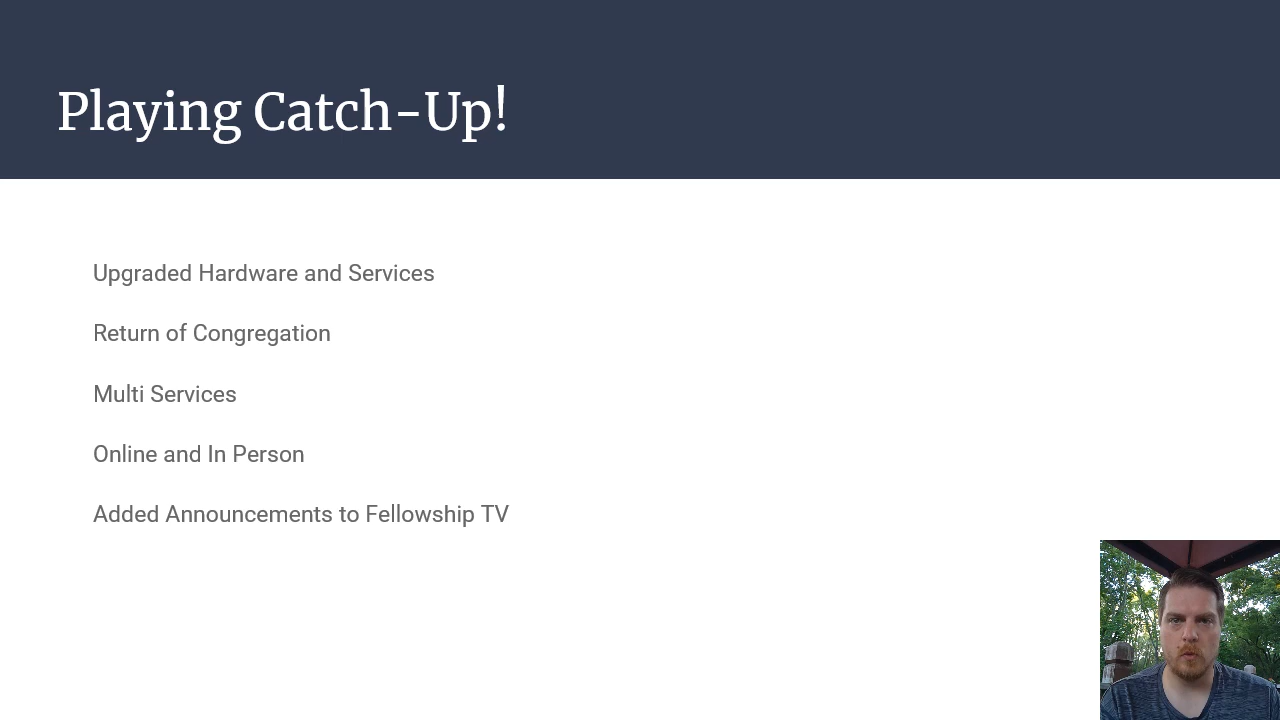 Playing Catch-Up!
Upgraded Hardware and Services
Return of Congregation
Multi Services
Online and In Person
Added Announcements to Fellowship TV